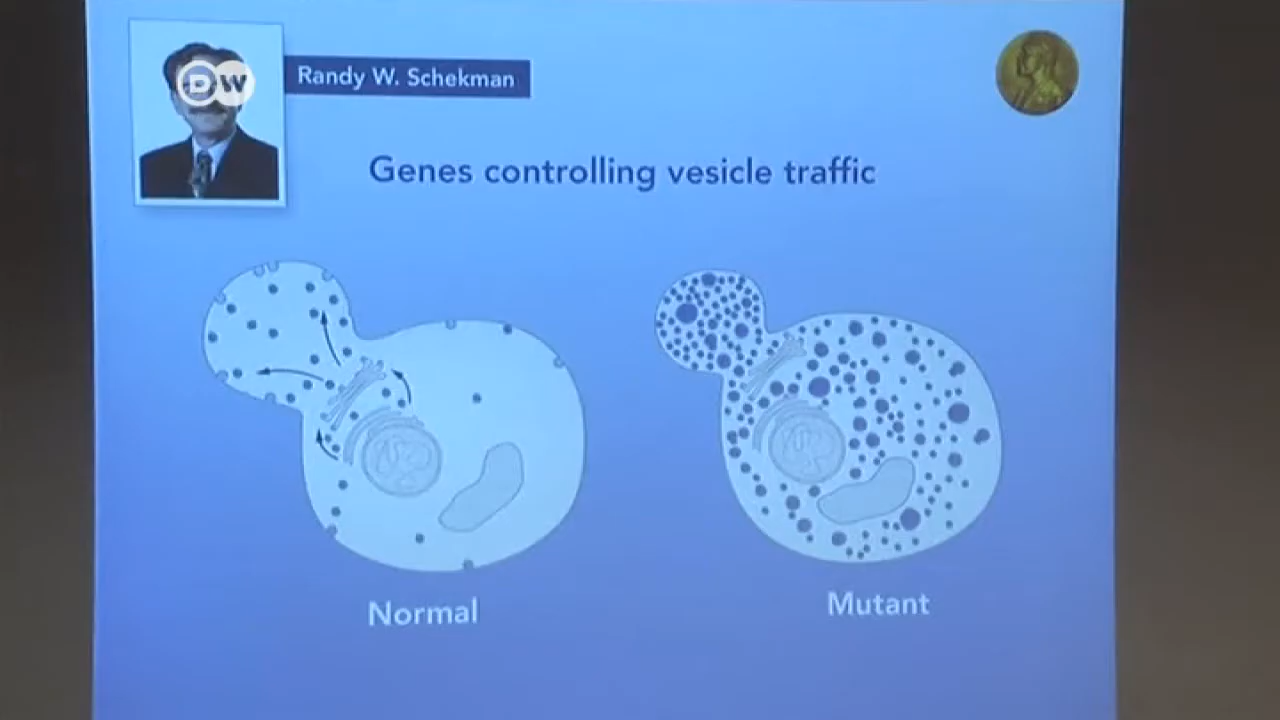 DW
Randy W. Schekman
Genes controlling vesicle traffic
Normal
Mutant